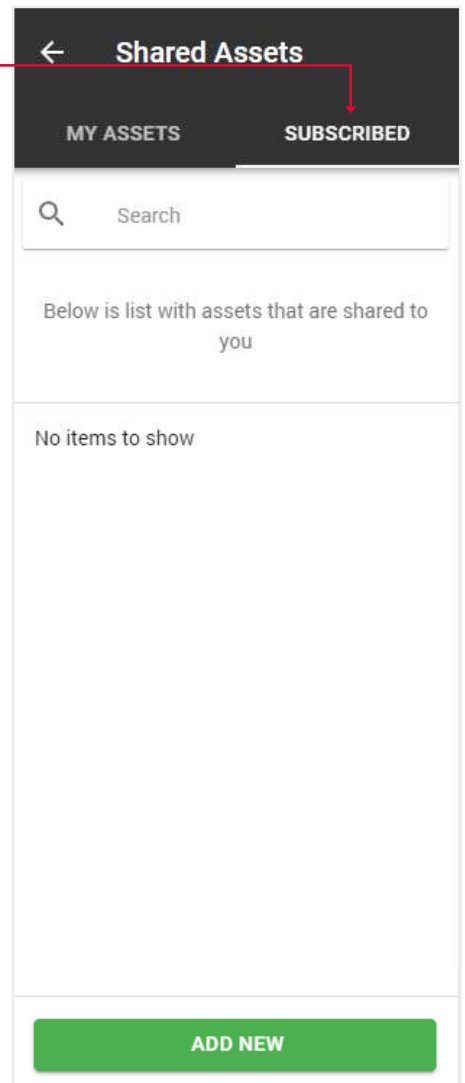 Shared Assets
MY ASSETS
SUBSCRIBED
Search
Below is list with assets that are shared to
you
No items to show
ADD NEW